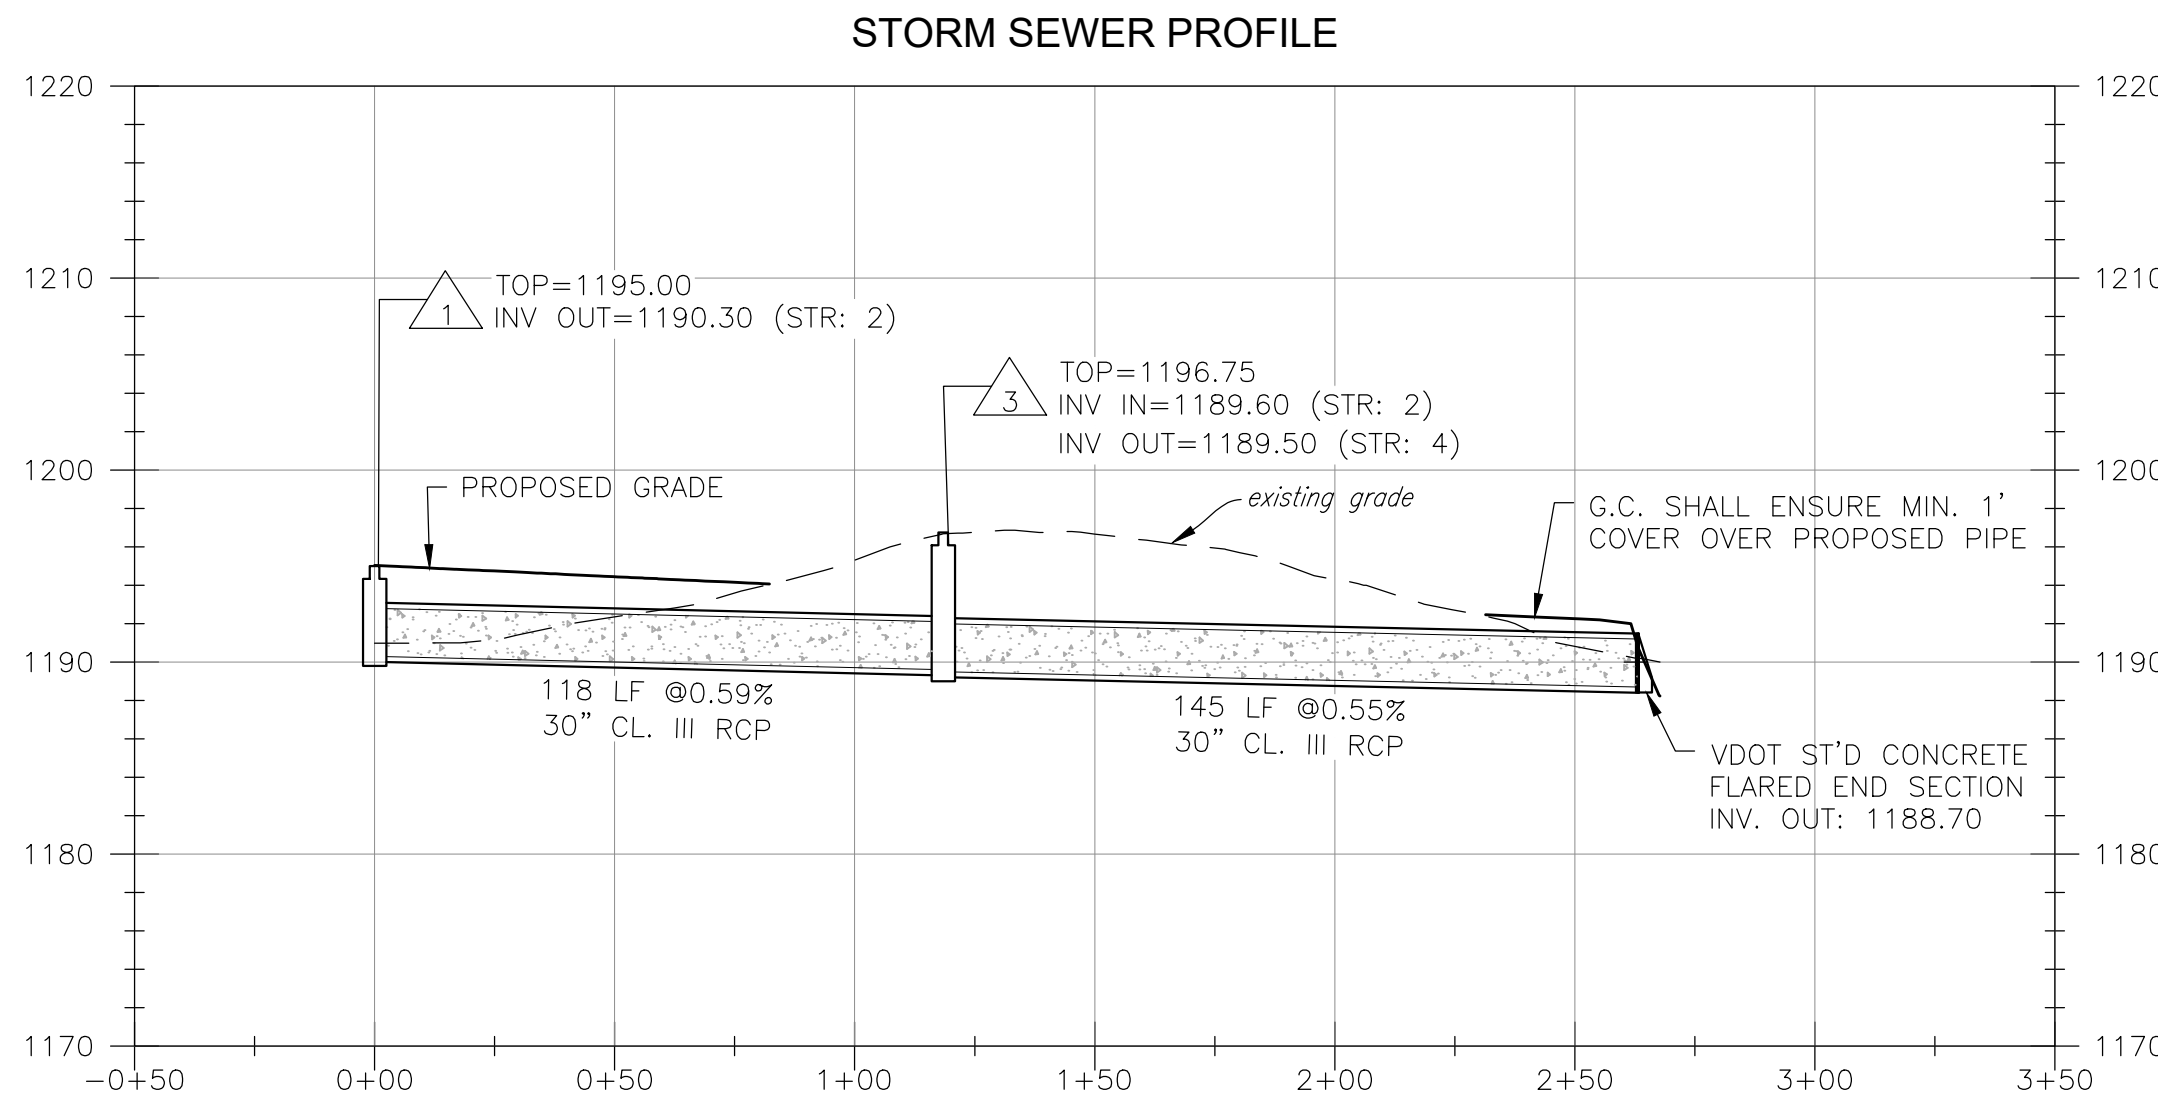 STORM SEWER PROFILE
1220
1220
1210
1210
1200
1200
1190
1190
1180
1180
1170
1170
1
TOP=1195.00
INV OUT=1190.30 (STR: 2)
3
TOP=1196.75
INV IN=1189.60 (STR: 2)
INV OUT=1189.50 (STR: 4)
PROPOSED GRADE
existing grade
G.C. SHALL ENSURE MIN. 1'
COVER OVER PROPOSED PIPE
118 LF @0.59%
30" CL. III RCP
145 LF @0.55%
30" CL. III RCP
VDOT ST'D CONCRETE
FLARED END SECTION
INV. OUT: 1188.70
-0+50 0+00 0+50 1+00 1+50 2+00 2+50 3+00 3+50